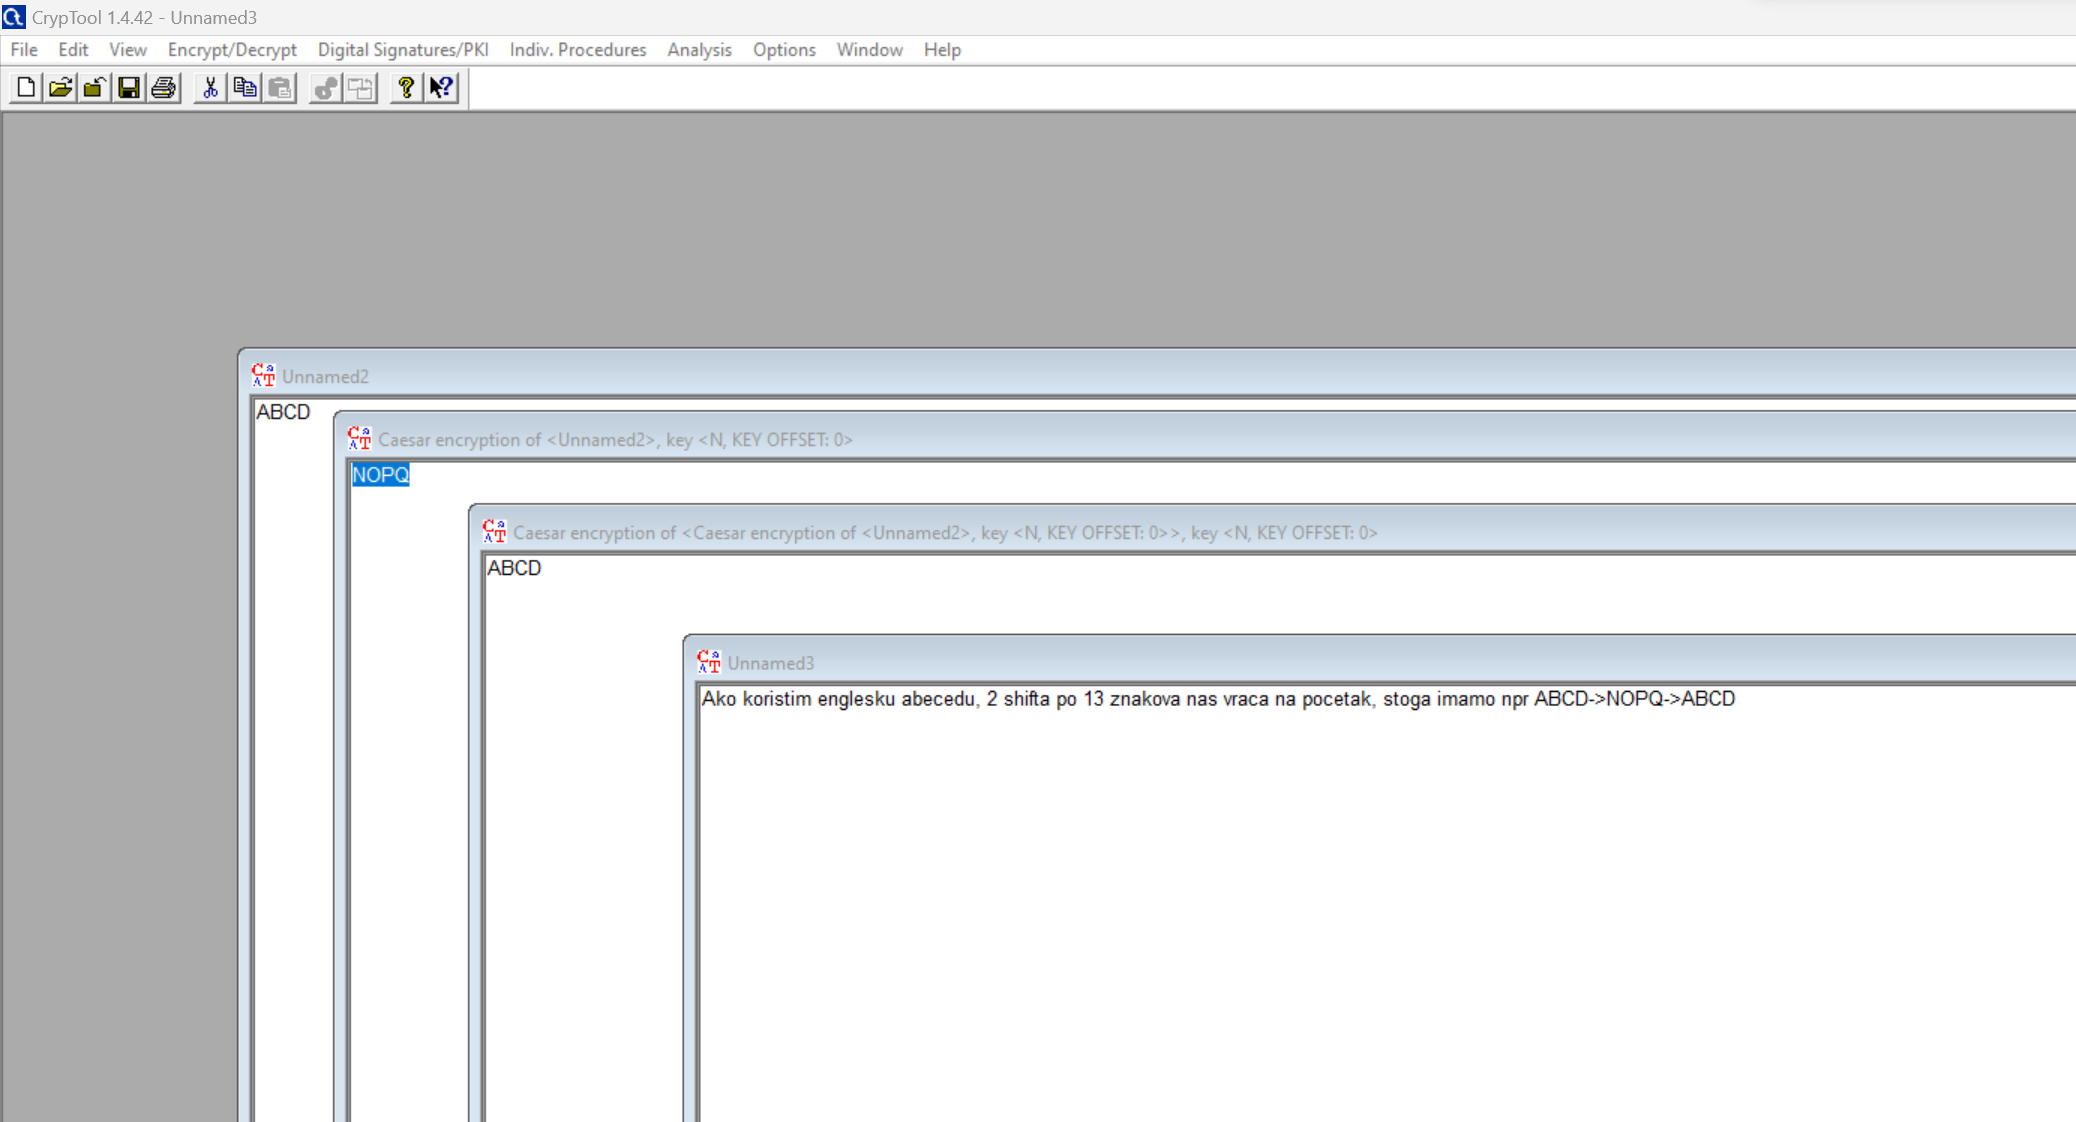 CrypTool 1.4.42 - Unnamed3
File Edit View Encrypt/Decrypt Digital Signatures/PKI Indiv. Procedures Analysis Options Window Help
Unnamed2
ABCD
Caesar encryption of <Unnamed2>, key <N, KEY OFFSET: 0>
NOPQ
Caesar encryption of <Caesar encryption of <Unnamed2>, key <N, KEY OFFSET: 0>>, key <N, KEY OFFSET: 0>
ABCD
Unnamed3
Ako koristim englesku abecedu, 2 shifta po 13 znakova nas vraca na pocetak, stoga imamo npr ABCD->NOPQ->ABCD